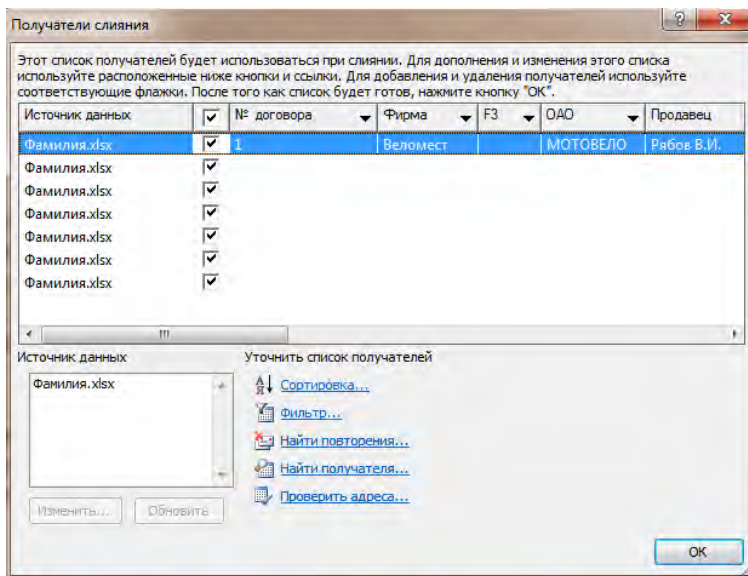 Получатели слияния
Этот список получателей будет использоваться при слиянии. Для дополнения и изменения этого списка
используйте расположенные ниже кнопки и ссылки. Для добавления и удаления получателей используйте
соответствующие флажки. После того как список будет готов, нажмите кнопку "ОК".
Источник данных № договора Фирма F3 ОАО Продавец
Фамилия.xlsx 1 Веломест МОТОВЕЛО Рябов В.И.
Фамилия.xlsx
Фамилия.xlsx
Фамилия.xlsx
Фамилия.xlsx
Фамилия.xlsx
Фамилия.xlsx
Источник данных
Фамилия.xlsx
Изменить... Обновить
Уточнить список получателей
Сортировка...
Фильтр...
Найти повторения...
Найти получателя...
Проверить адреса...
ОК